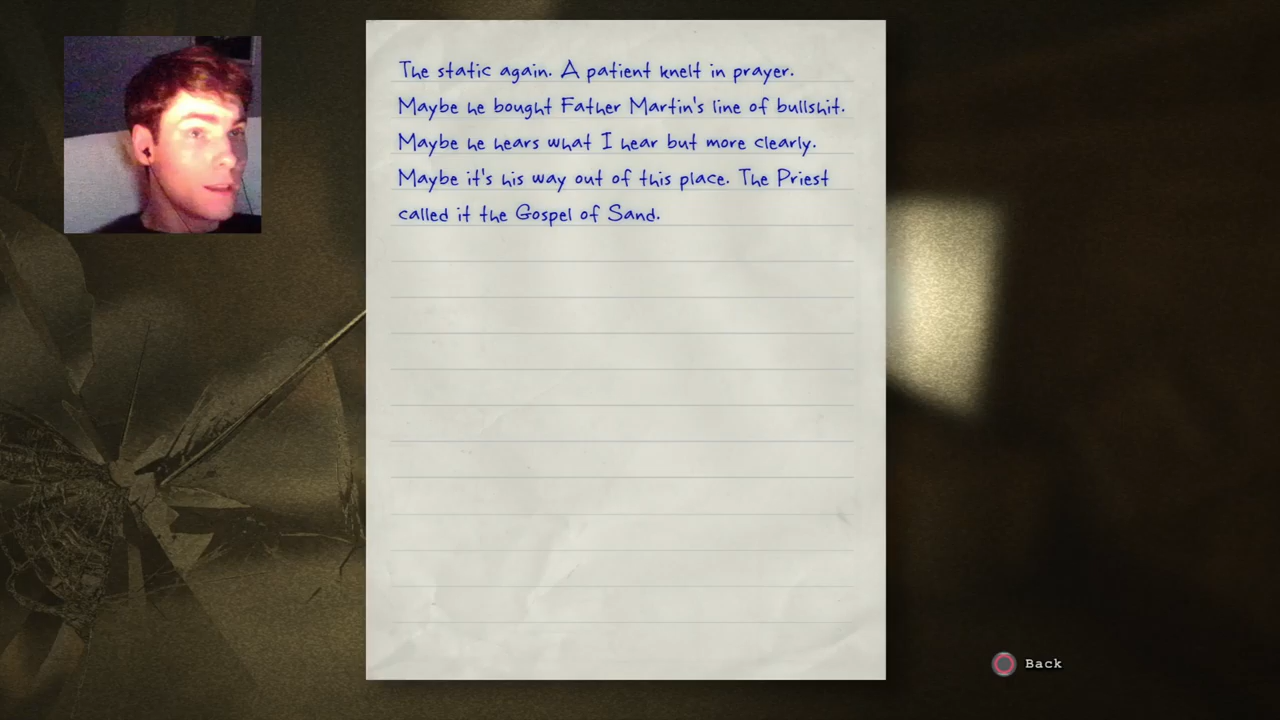 The static again. A patient knelt in prayer.
Maybe he bought Father Martin's line of bullshit.
Maybe he hears what I hear but more clearly.
Maybe it's his way out of this place. The Priest
called it the Gospel of Sand.
Back